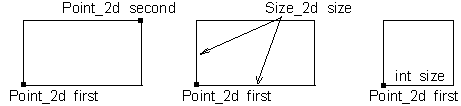 Point_2d second
Point_2d first
Size_2d size
Point_2d first
int size
Point_2d first